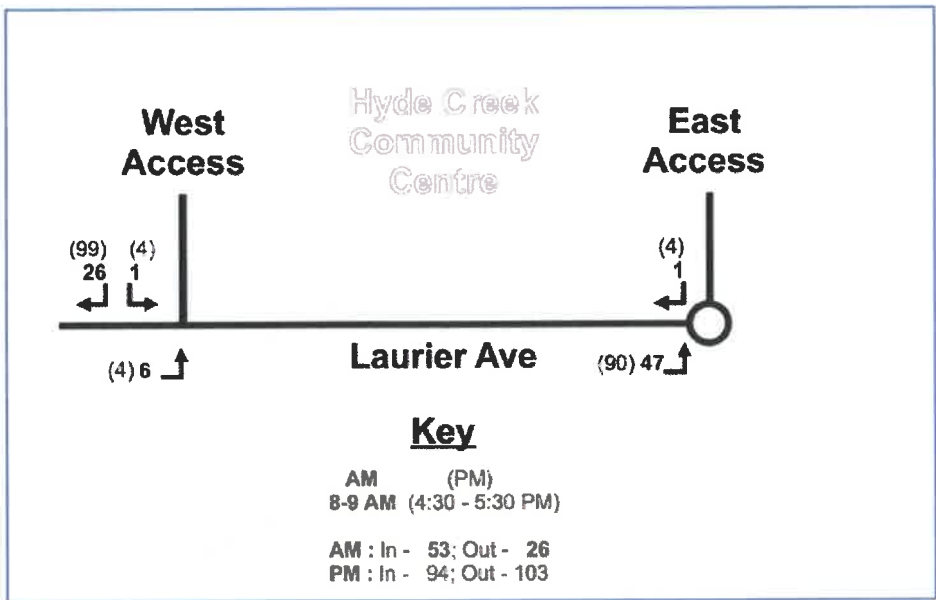 Hyde Creek
Community
Centre
West
Access
East
Access
(99) (4)
26 1
(4)
1
(4) 6
Laurier Ave
(90) 47
Key
AM (PM)
8-9 AM (4:30 - 5:30 PM)
AM : In - 53; Out - 26
PM : In - 94; Out - 103